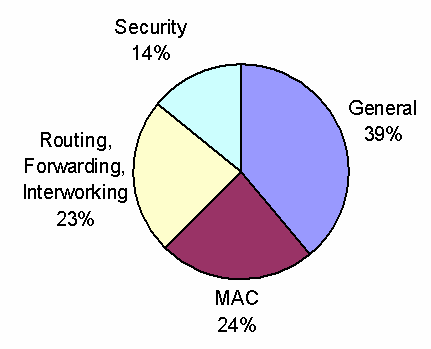 Security
14%
General
39%
Routing,
Forwarding,
Interworking
23%
MAC
24%